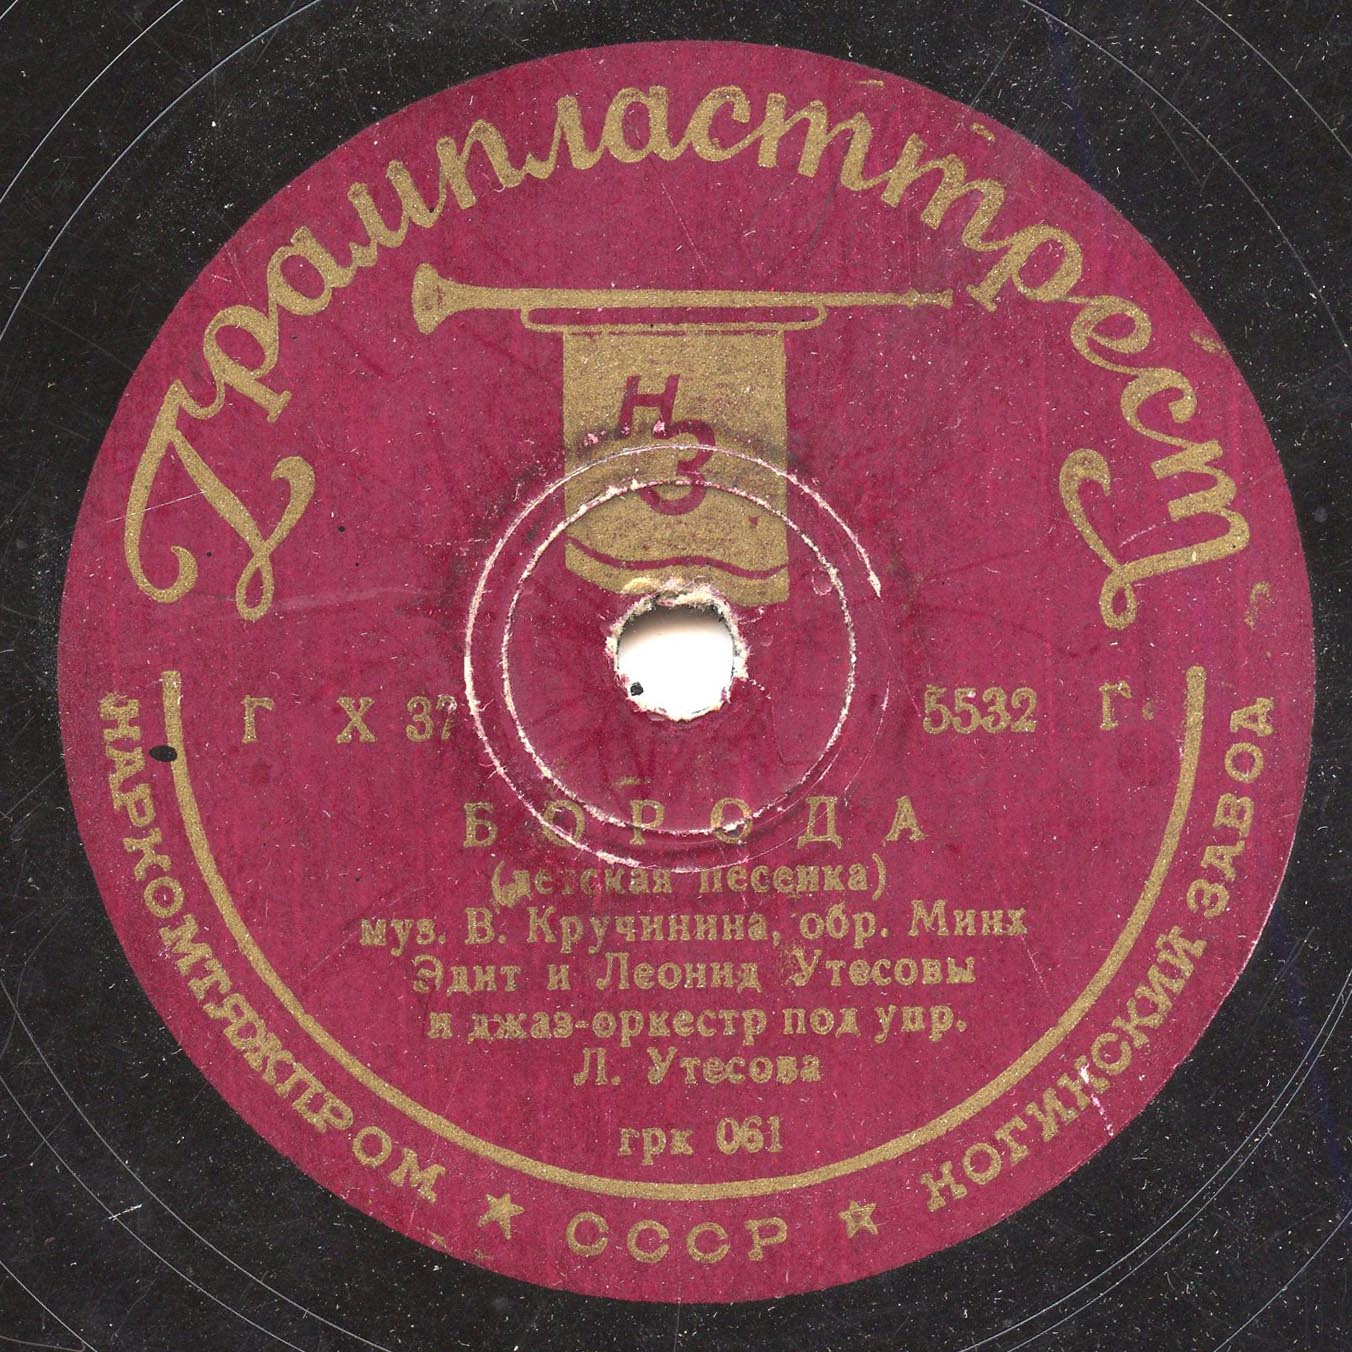 Грампласттрест
НЗ
Г Х 37 5532 Г.
БОРОДА
(детская песенка)
муз. В. Кручинина, обр. Минх
Эдит и Леонид Утесовы
и джаз-оркестр под упр.
Л. Утесова
грк 061
НАРКОМТЯЖПРОМ ★ СССР ★ НОГИНСКИЙ ЗАВОД